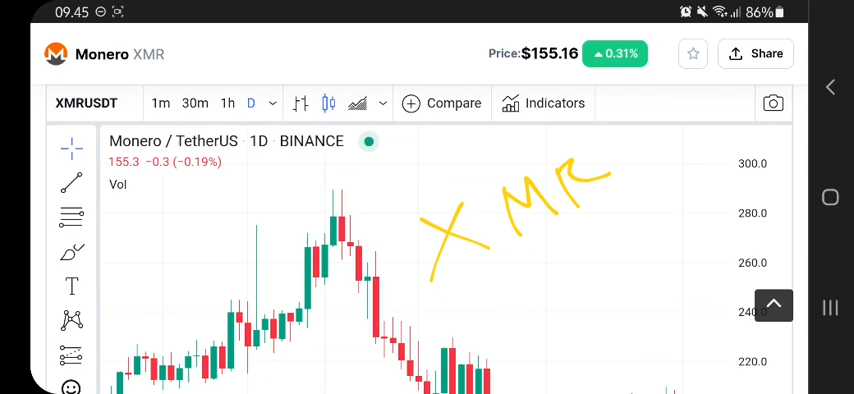 09.45 86%
Monero XMR Price: $155.16 0.31% Share
XMRUSDT 1m 30m 1h D Compare Indicators
Monero / TetherUS · 1D · BINANCE
155.3 −0.3 (−0.19%)
Vol
XMR
300.0
280.0
260.0
240.0
220.0
T